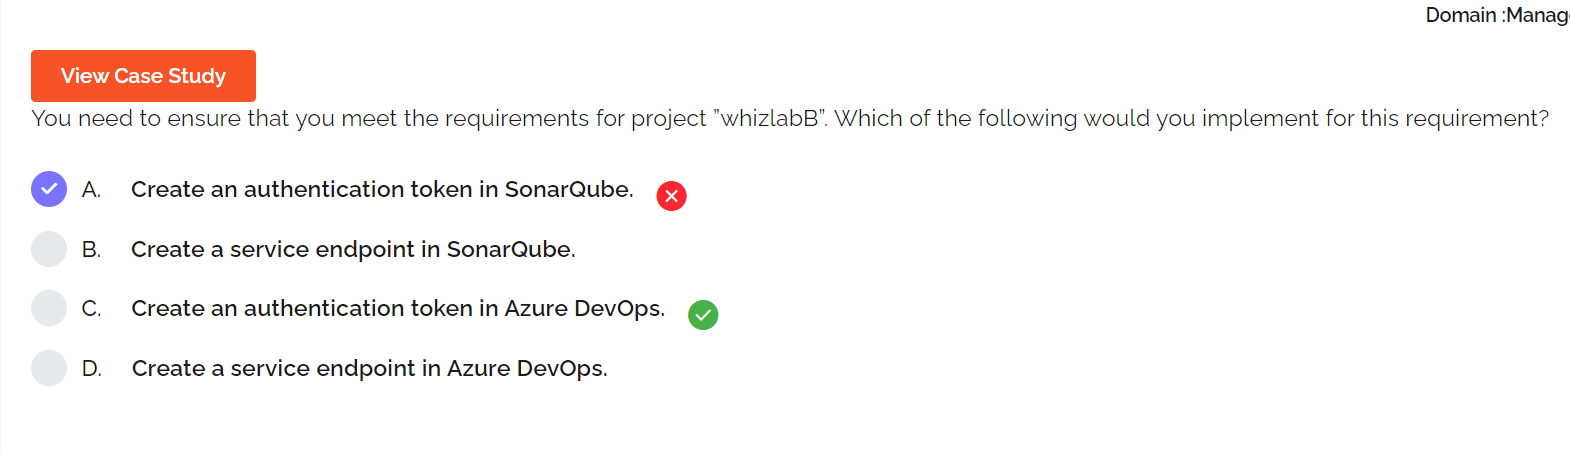 Domain :Manag
View Case Study
You need to ensure that you meet the requirements for project ”whizlabB”. Which of the following would you implement for this requirement?
A. Create an authentication token in SonarQube.
B. Create a service endpoint in SonarQube.
C. Create an authentication token in Azure DevOps.
D. Create a service endpoint in Azure DevOps.